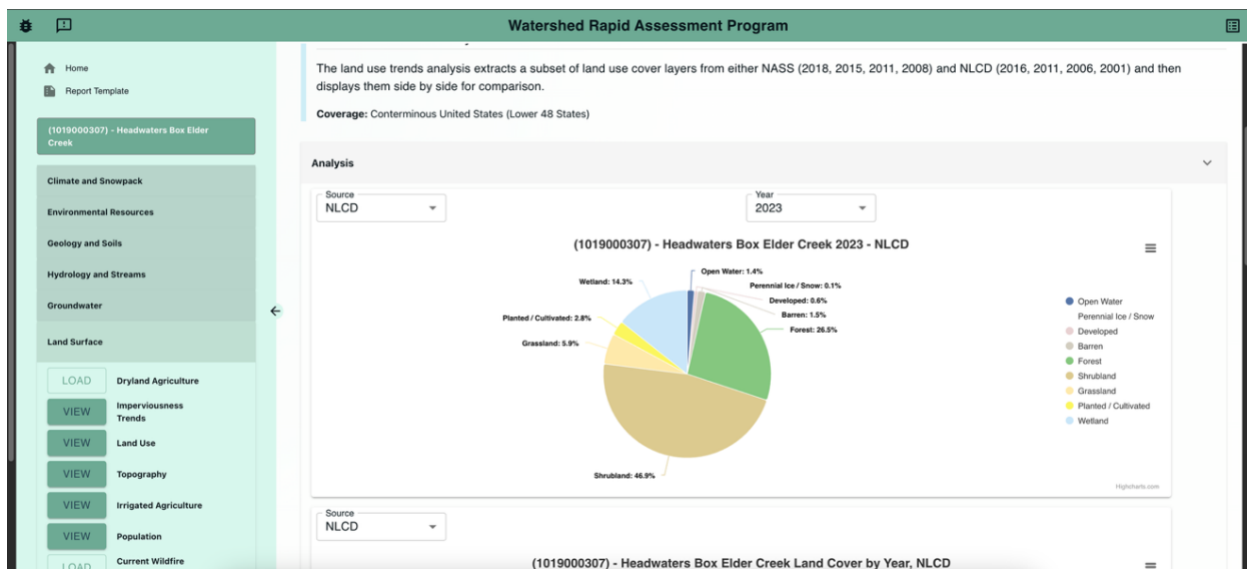 Watershed Rapid Assessment Program
Home
Report Template
(1019000307) - Headwaters Box Elder
Creek
Climate and Snowpack
Environmental Resources
Geology and Soils
Hydrology and Streams
Groundwater
Land Surface
LOAD Dryland Agriculture
VIEW Imperviousness
Trends
VIEW Land Use
VIEW Topography
VIEW Irrigated Agriculture
VIEW Population
LOAD Current Wildfire
The land use trends analysis extracts a subset of land use cover layers from either NASS (2018, 2015, 2011, 2008) and NLCD (2016, 2011, 2006, 2001) and then
displays them side by side for comparison.
Coverage: Conterminous United States (Lower 48 States)
Analysis
Source
NLCD
Year
2023
(1019000307) - Headwaters Box Elder Creek 2023 - NLCD
Open Water: 1.4%
Perennial Ice / Snow: 0.1%
Developed: 0.6%
Barren: 1.5%
Forest: 26.5%
Wetland: 14.3%
Planted / Cultivated: 2.8%
Grassland: 5.9%
Shrubland: 46.9%
Open Water
Perennial Ice / Snow
Developed
Barren
Forest
Shrubland
Grassland
Planted / Cultivated
Wetland
Highcharts.com
Source
NLCD
(1019000307) - Headwaters Box Elder Creek Land Cover by Year, NLCD